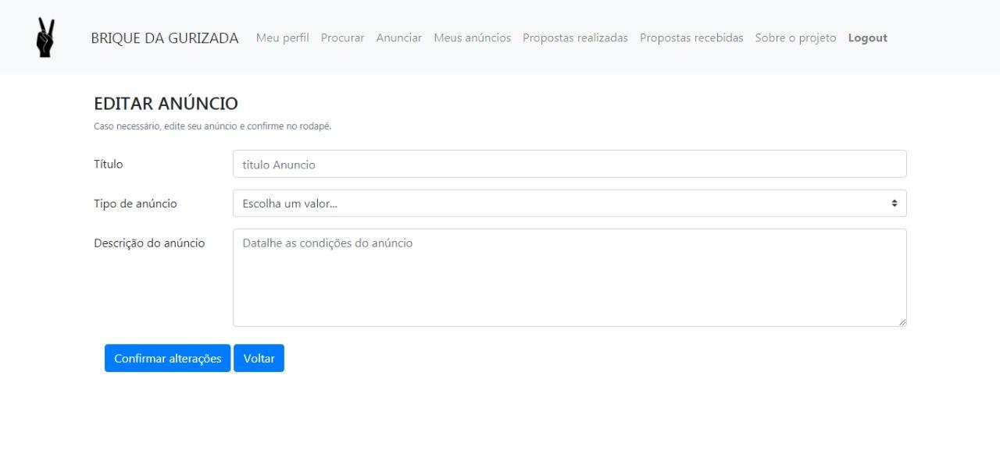 BRIQUE DA GURIZADA Meu perfil Procurar Anunciar Meus anúncios Propostas realizadas Propostas recebidas Sobre o projeto Logout
EDITAR ANÚNCIO
Caso necessário, edite seu anúncio e confirme no rodapé.
Título titulo Anuncio
Tipo de anúncio Escolha um valor...
Descrição do anúncio Datalhe as condições do anúncio
Confirmar alterações Voltar